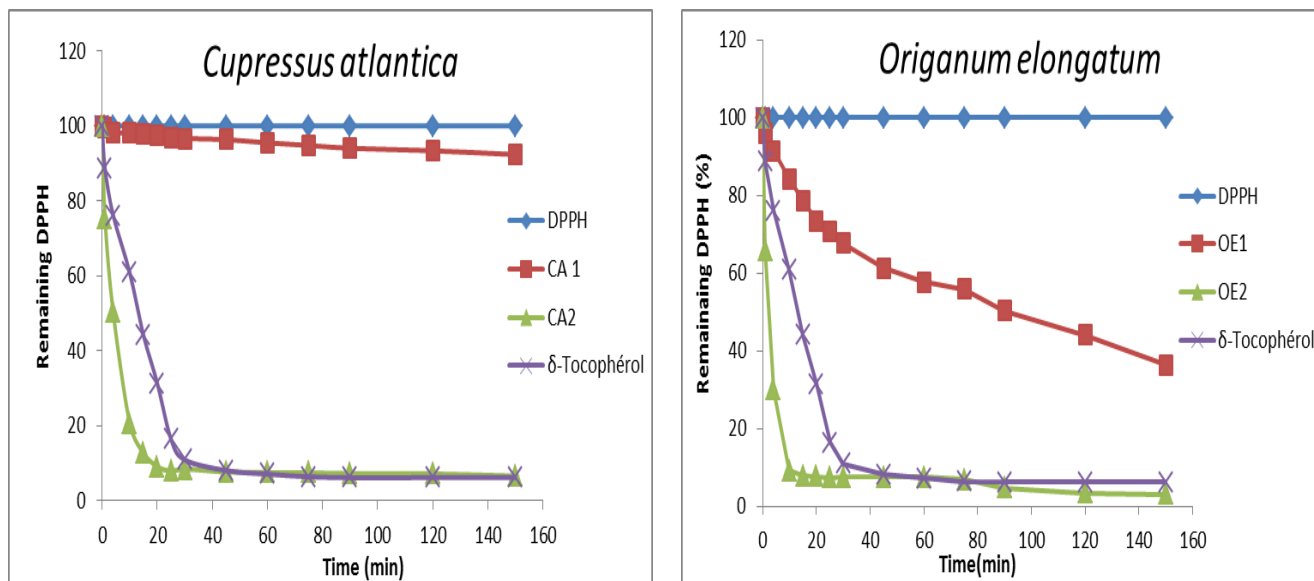 Cupressus atlantica
Remaining DPPH
120
100
80
60
40
20
0
0 20 40 60 80 100 120 140 160
Time (min)
DPPH
CA 1
CA2
δ-Tocophérol
Origanum elongatum
Remainaing DPPH (%)
120
100
80
60
40
20
0
0 20 40 60 80 100 120 140 160
Time(min)
DPPH
OE1
OE2
δ-Tocophérol